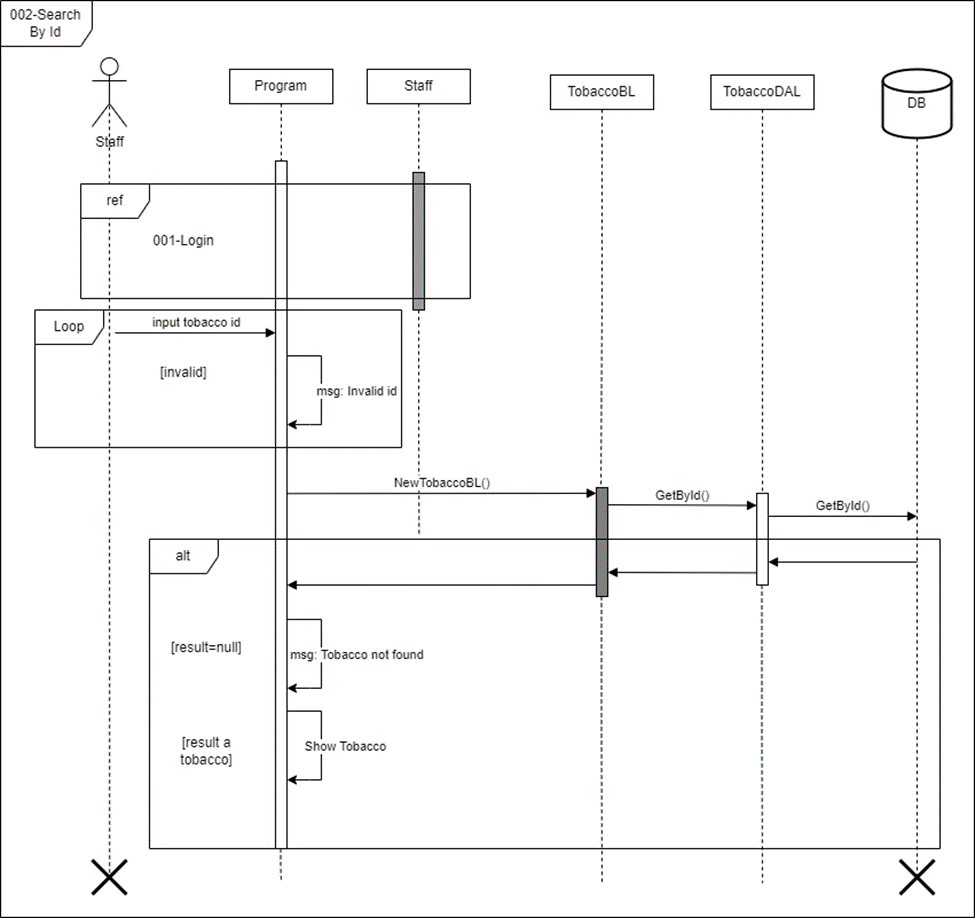 002-Search
By Id
Program
Staff
TobaccoBL
TobaccoDAL
DB
Staff
ref
001-Login
Loop
input tobacco id
[invalid]
msg: Invalid id
NewTobaccoBL()
GetById()
GetById()
alt
[result=null]
msg: Tobacco not found
[result a
tobacco]
Show Tobacco